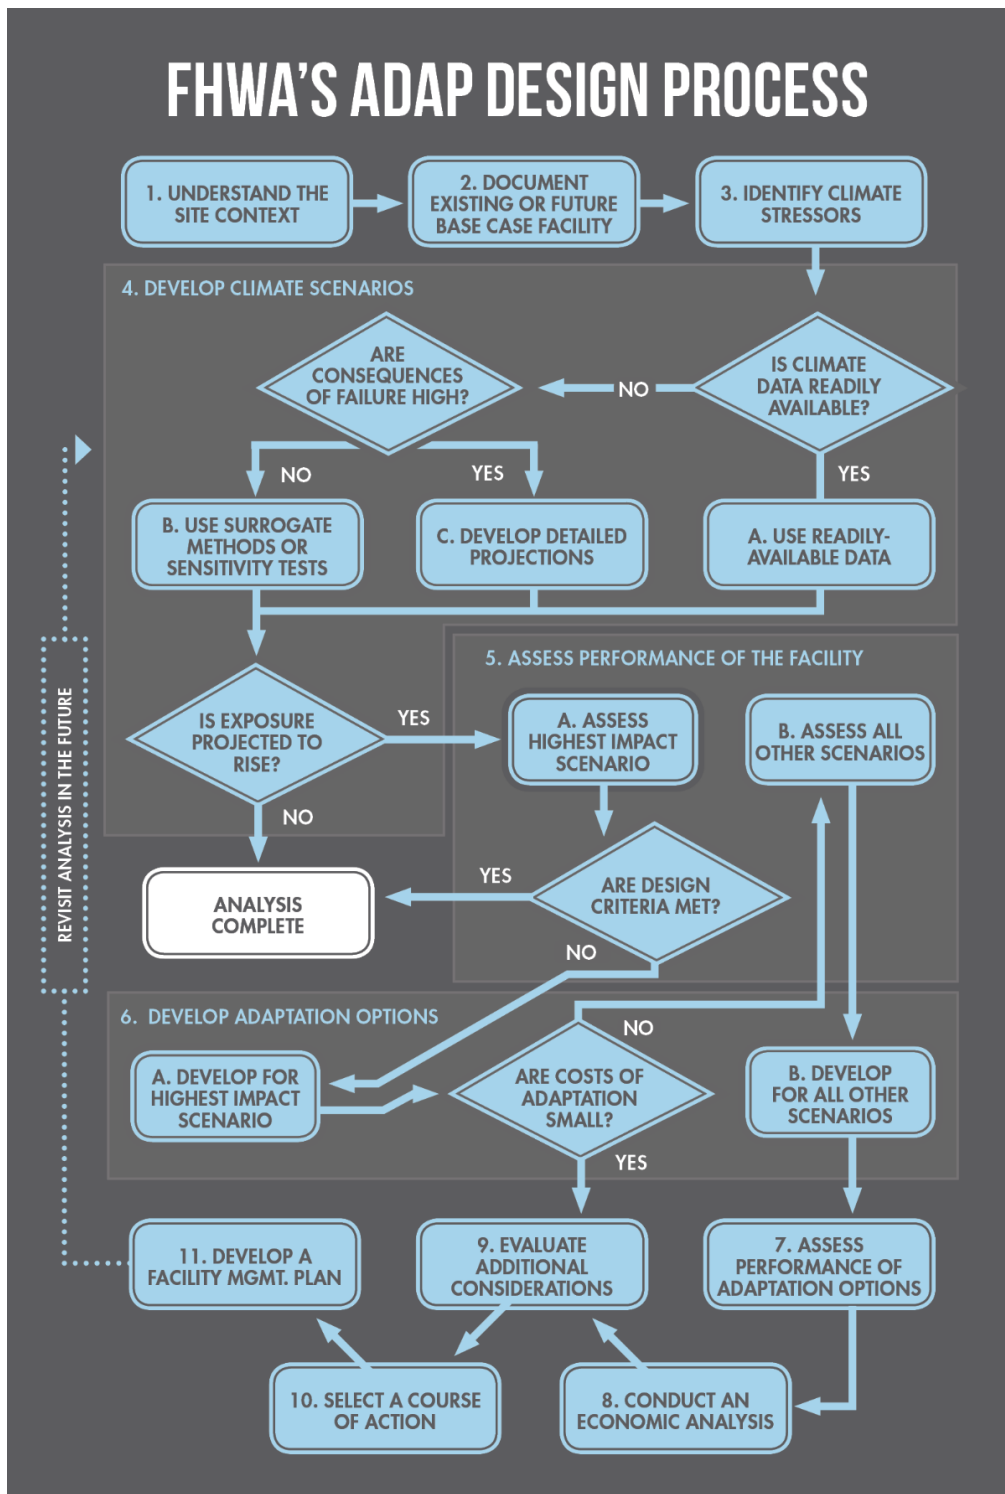 FHWA'S ADAP DESIGN PROCESS
1. UNDERSTAND THE
SITE CONTEXT
2. DOCUMENT
EXISTING OR FUTURE
BASE CASE FACILITY
3. IDENTIFY CLIMATE
STRESSORS
4. DEVELOP CLIMATE SCENARIOS
IS CLIMATE
DATA READILY
AVAILABLE?
NO
ARE
CONSEQUENCES
OF FAILURE HIGH?
NO
YES
YES
B. USE SURROGATE
METHODS OR
SENSITIVITY TESTS
C. DEVELOP DETAILED
PROJECTIONS
A. USE READILY-
AVAILABLE DATA
IS EXPOSURE
PROJECTED TO
RISE?
YES
NO
ANALYSIS
COMPLETE
5. ASSESS PERFORMANCE OF THE FACILITY
A. ASSESS
HIGHEST IMPACT
SCENARIO
B. ASSESS ALL
OTHER SCENARIOS
ARE DESIGN
CRITERIA MET?
YES
NO
6. DEVELOP ADAPTATION OPTIONS
A. DEVELOP FOR
HIGHEST IMPACT
SCENARIO
ARE COSTS OF
ADAPTATION
SMALL?
NO
YES
B. DEVELOP
FOR ALL OTHER
SCENARIOS
7. ASSESS
PERFORMANCE OF
ADAPTATION OPTIONS
8. CONDUCT AN
ECONOMIC ANALYSIS
9. EVALUATE
ADDITIONAL
CONSIDERATIONS
10. SELECT A COURSE
OF ACTION
11. DEVELOP A
FACILITY MGMT. PLAN
REVISIT ANALYSIS IN THE FUTURE